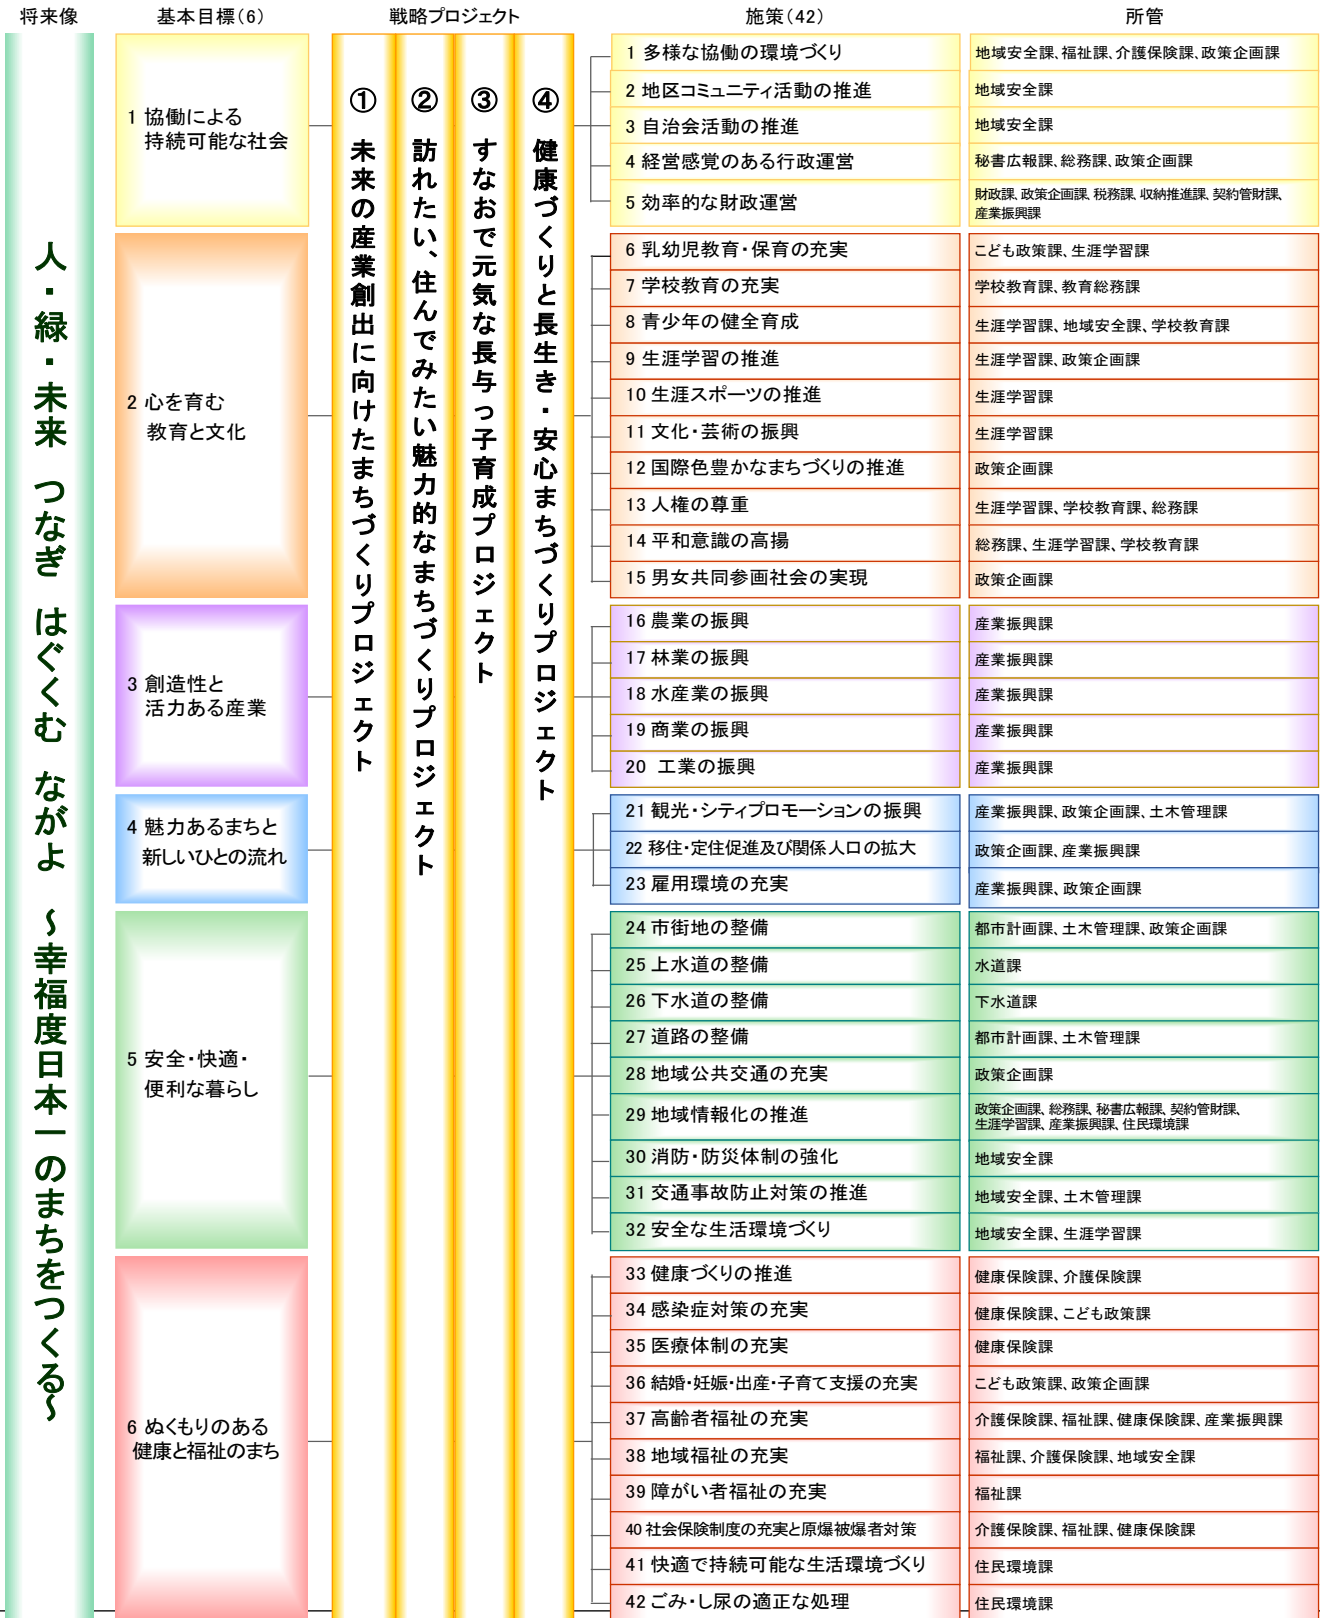 将来像
基本目標(6)
戦略プロジェクト
施策(42)
所管
人・緑・未来 つなぎ はぐくむ ながよ ~幸福度日本一のまちをつくる~
1 協働による
持続可能な社会
2 心を育む
教育と文化
3 創造性と
活力ある産業
4 魅力あるまちと
新しいひとの流れ
5 安全・快適・
便利な暮らし
6 ぬくもりのある
健康と福祉のまち
① 未来の産業創出に向けたまちづくりプロジェクト
② 訪れたい、住んでみたい魅力的なまちづくりプロジェクト
③ すなおで元気な長与っ子育成プロジェクト
④ 健康づくりと長生き・安心まちづくりプロジェクト
1 多様な協働の環境づくり
地域安全課、福祉課、介護保険課、政策企画課
2 地区コミュニティ活動の推進
地域安全課
3 自治会活動の推進
地域安全課
4 経営感覚のある行政運営
秘書広報課、総務課、政策企画課
5 効率的な財政運営
財政課、政策企画課、税務課、収納推進課、契約管財課、
産業振興課
6 乳幼児教育・保育の充実
こども政策課、生涯学習課
7 学校教育の充実
学校教育課、教育総務課
8 青少年の健全育成
生涯学習課、地域安全課、学校教育課
9 生涯学習の推進
生涯学習課、政策企画課
10 生涯スポーツの推進
生涯学習課
11 文化・芸術の振興
生涯学習課
12 国際色豊かなまちづくりの推進
政策企画課
13 人権の尊重
生涯学習課、学校教育課、総務課
14 平和意識の高揚
総務課、生涯学習課、学校教育課
15 男女共同参画社会の実現
政策企画課
16 農業の振興
産業振興課
17 林業の振興
産業振興課
18 水産業の振興
産業振興課
19 商業の振興
産業振興課
20 工業の振興
産業振興課
21 観光・シティプロモーションの振興
産業振興課、政策企画課、土木管理課
22 移住・定住促進及び関係人口の拡大
政策企画課、産業振興課
23 雇用環境の充実
産業振興課、政策企画課
24 市街地の整備
都市計画課、土木管理課、政策企画課
25 上水道の整備
水道課
26 下水道の整備
下水道課
27 道路の整備
都市計画課、土木管理課
28 地域公共交通の充実
政策企画課
29 地域情報化の推進
政策企画課、総務課、秘書広報課、契約管財課、
生涯学習課、産業振興課、住民環境課
30 消防・防災体制の強化
地域安全課
31 交通事故防止対策の推進
地域安全課、土木管理課
32 安全な生活環境づくり
地域安全課、生涯学習課
33 健康づくりの推進
健康保険課、介護保険課
34 感染症対策の充実
健康保険課、こども政策課
35 医療体制の充実
健康保険課
36 結婚・妊娠・出産・子育て支援の充実
こども政策課、政策企画課
37 高齢者福祉の充実
介護保険課、福祉課、健康保険課、産業振興課
38 地域福祉の充実
福祉課、介護保険課、地域安全課
39 障がい者福祉の充実
福祉課
40 社会保険制度の充実と原爆被爆者対策
介護保険課、福祉課、健康保険課
41 快適で持続可能な生活環境づくり
住民環境課
42 ごみ・し尿の適正な処理
住民環境課